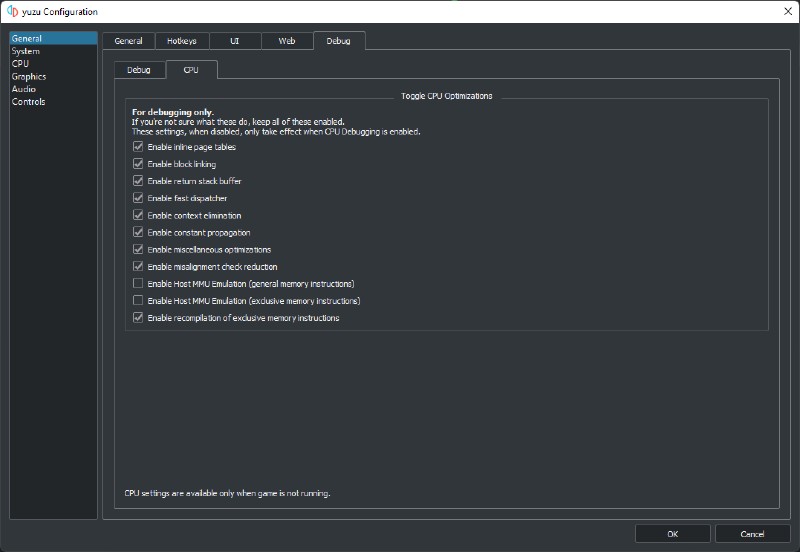 yuzu Configuration
General
System
CPU
Graphics
Audio
Controls
General Hotkeys UI Web Debug
Debug CPU
Toggle CPU Optimizations
For debugging only.
If you're not sure what these do, keep all of these enabled.
These settings, when disabled, only take effect when CPU Debugging is enabled.
Enable inline page tables
Enable block linking
Enable return stack buffer
Enable fast dispatcher
Enable context elimination
Enable constant propagation
Enable miscellaneous optimizations
Enable misalignment check reduction
Enable Host MMU Emulation (general memory instructions)
Enable Host MMU Emulation (exclusive memory instructions)
Enable recompilation of exclusive memory instructions
CPU settings are available only when game is not running.
OK Cancel